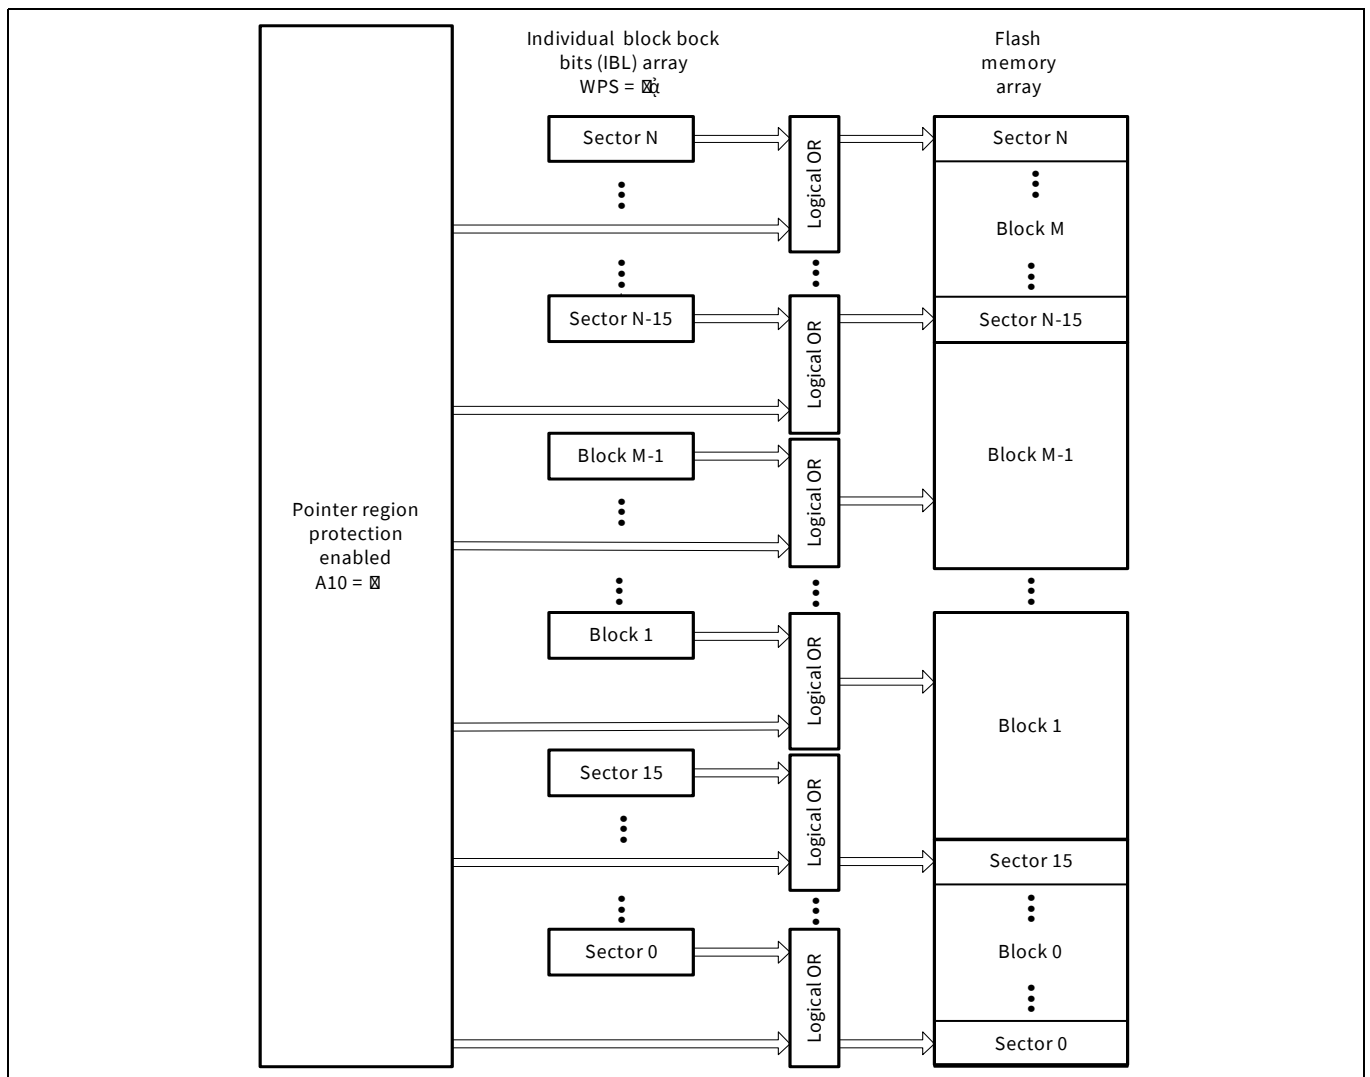 Individual block bock
bits (IBL) array
WPS =
Flash
memory
array
Sector N
Logical OR
Sector N
Block M
Sector N-15
Logical OR
Sector N-15
Block M-1
Logical OR
Block M-1
Pointer region
protection
enabled
A10 =
Block 1
Logical OR
Block 1
Sector 15
Logical OR
Sector 15
Sector 0
Logical OR
Block 0
Sector 0